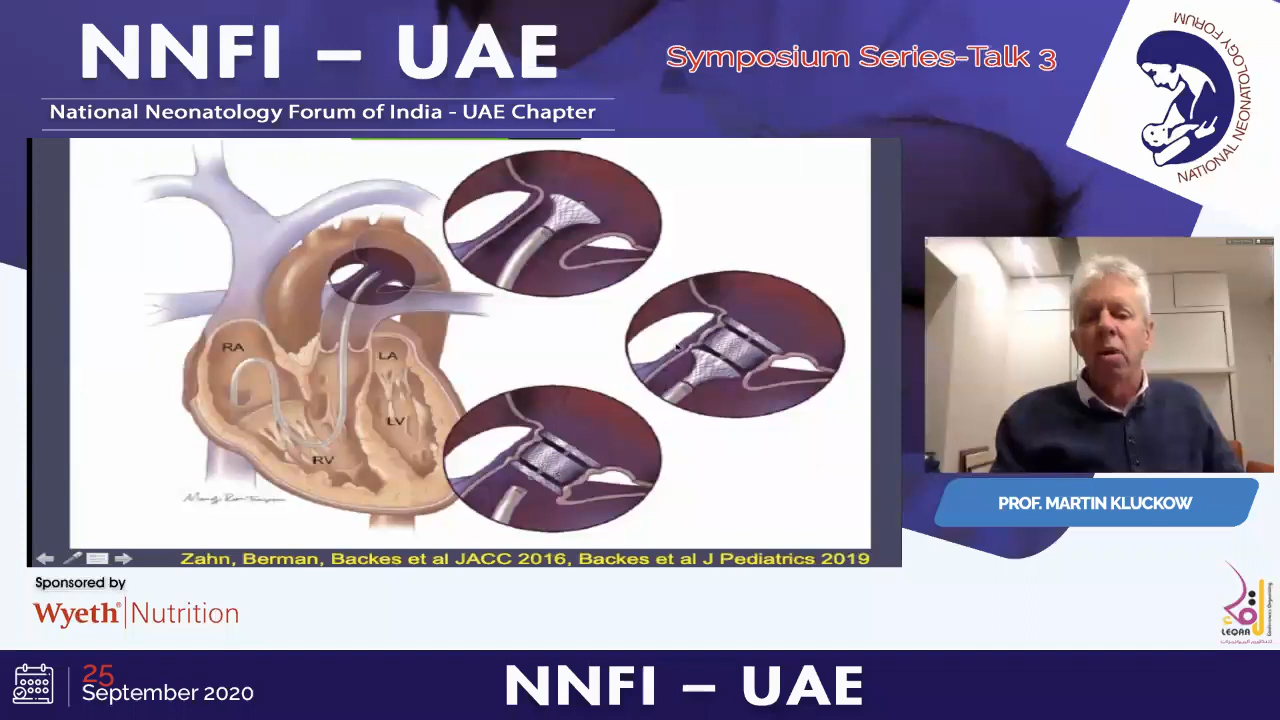 NNFI – UAE
National Neonatology Forum of India - UAE Chapter
Symposium Series-Talk 3
NATIONAL NEONATOLOGY FORUM
RA
LA
LV
RV
Zahn, Berman, Backes et al JACC 2016, Backes et al J Pediatrics 2019
PROF. MARTIN KLUCKOW
Sponsored by
Wyeth® Nutrition
LEQAA
25
September 2020
NNFI – UAE